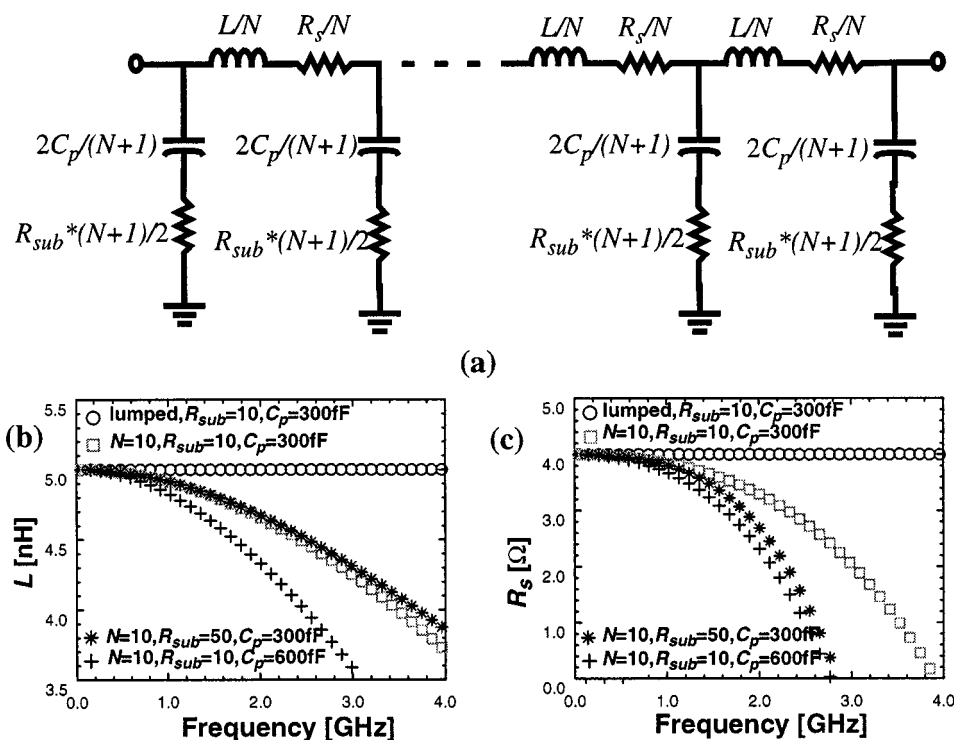 L/N R_s/N L/N R_s/N L/N R_s/N
2C_p/(N+1) 2C_p/(N+1) 2C_p/(N+1) 2C_p/(N+1)
R_sub*(N+1)/2 R_sub*(N+1)/2 R_sub*(N+1)/2 R_sub*(N+1)/2
(a)
(b)
5.5
5.0
4.5
4.0
3.5
L [nH]
lumped,R_sub=10,C_p=300fF
N=10,R_sub=10,C_p=300fF
N=10,R_sub=50,C_p=300fF
N=10,R_sub=10,C_p=600fF
0.0 1.0 2.0 3.0 4.0
Frequency [GHz]
(c)
5.0
4.0
3.0
2.0
1.0
0.0
R_s [Ω]
lumped,R_sub=10,C_p=300fF
N=10,R_sub=10,C_p=300fF
N=10,R_sub=50,C_p=300fF
N=10,R_sub=10,C_p=600fF
0.0 1.0 2.0 3.0 4.0
Frequency [GHz]